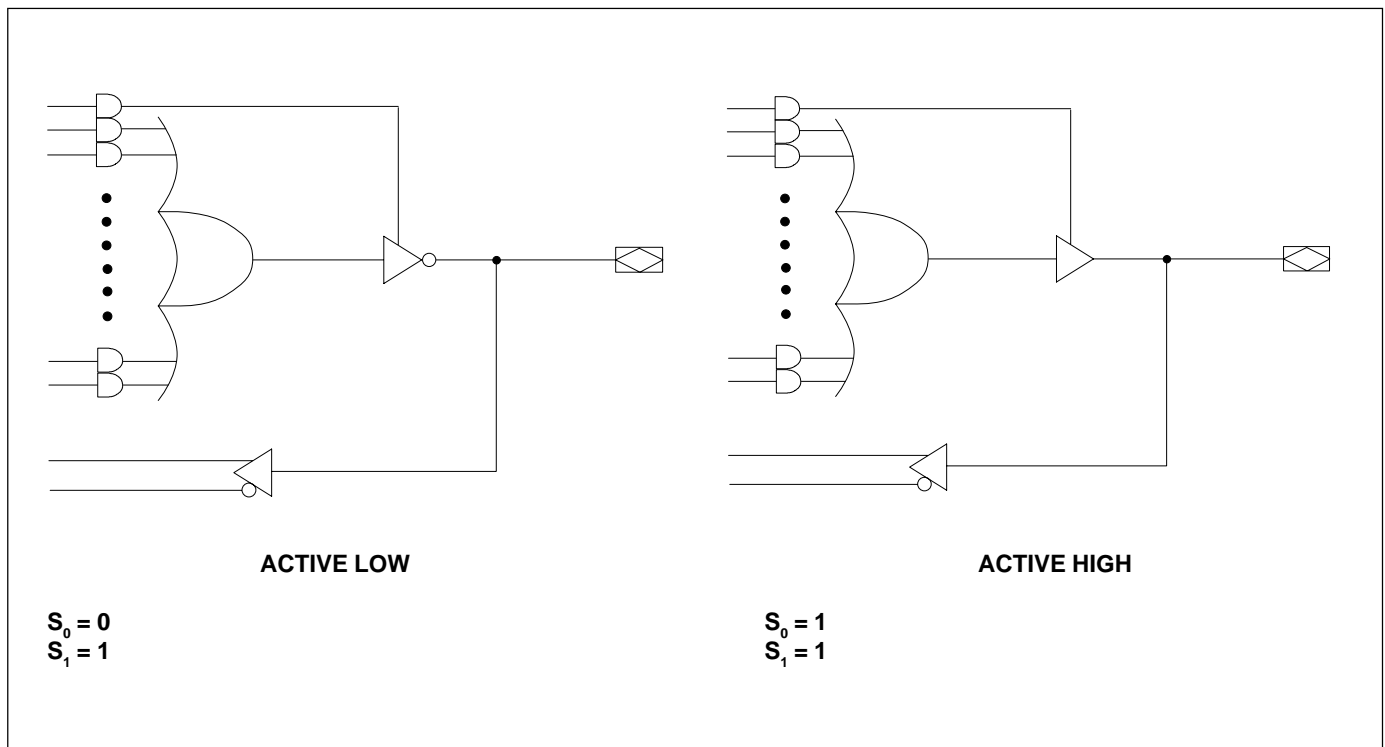 ACTIVE LOW
S₀ = 0
S₁ = 1
ACTIVE HIGH
S₀ = 1
S₁ = 1